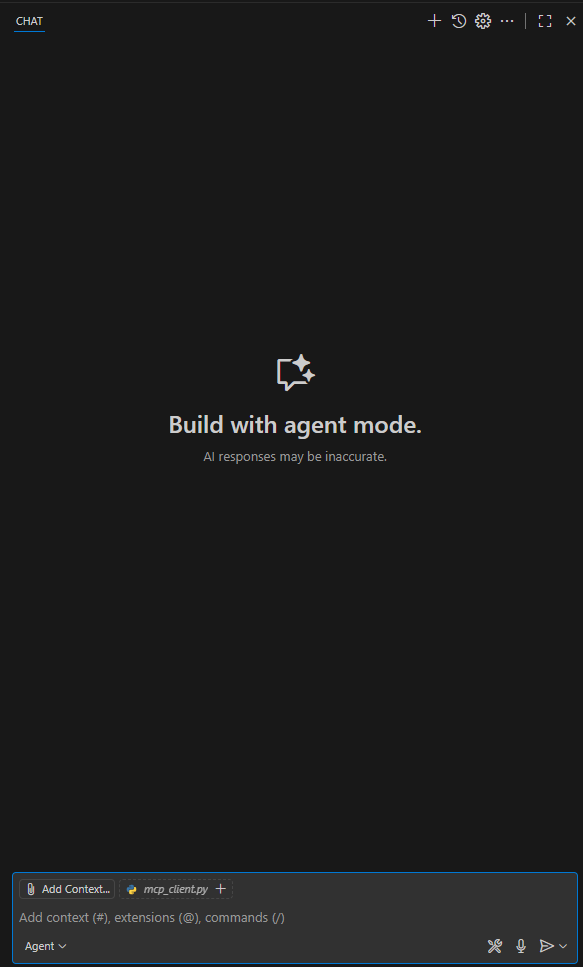 CHAT
Build with agent mode.
AI responses may be inaccurate.
Add Context... mcp_client.py
Add context (#), extensions (@), commands (/)
Agent